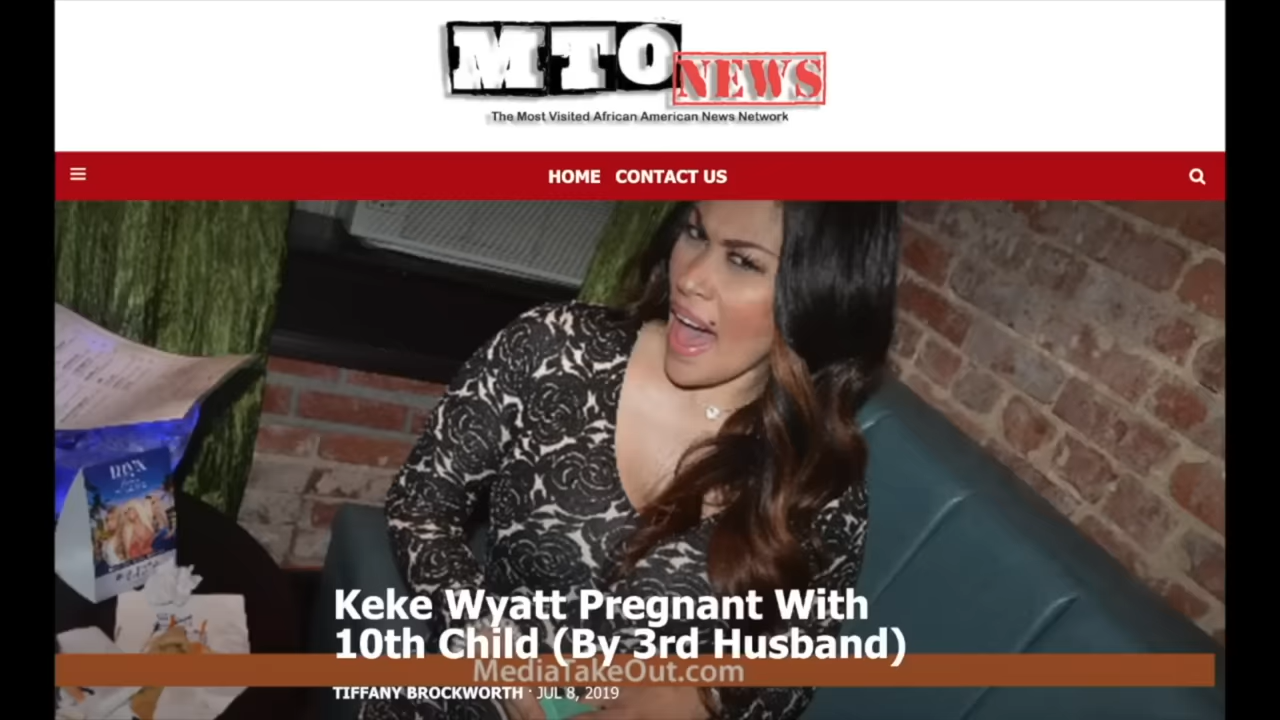 MTO
NEWS
The Most Visited African American News Network
HOME CONTACT US
Keke Wyatt Pregnant With
10th Child (By 3rd Husband)
MediaTakeOut.com
TIFFANY BROCKWORTH · JUL 8, 2019